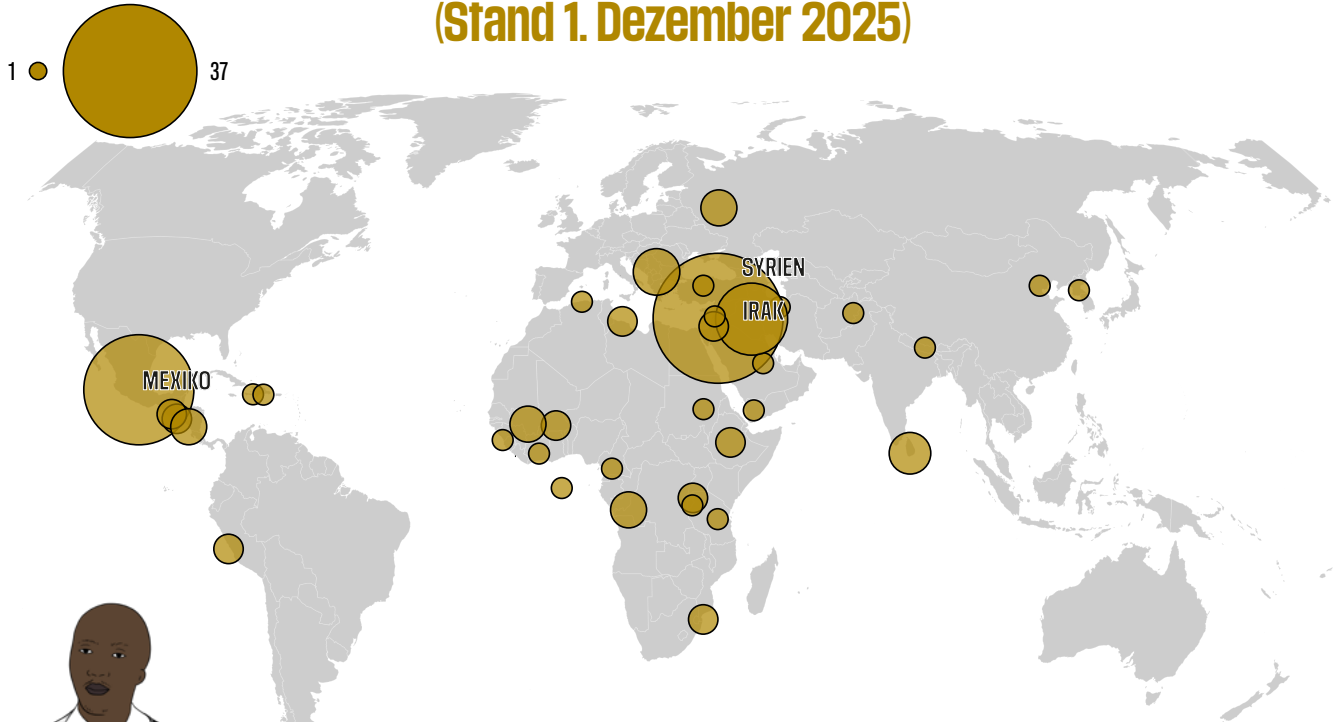 (Stand 1. Dezember 2025)
1
37
SYRIEN
IRAK
MEXIKO